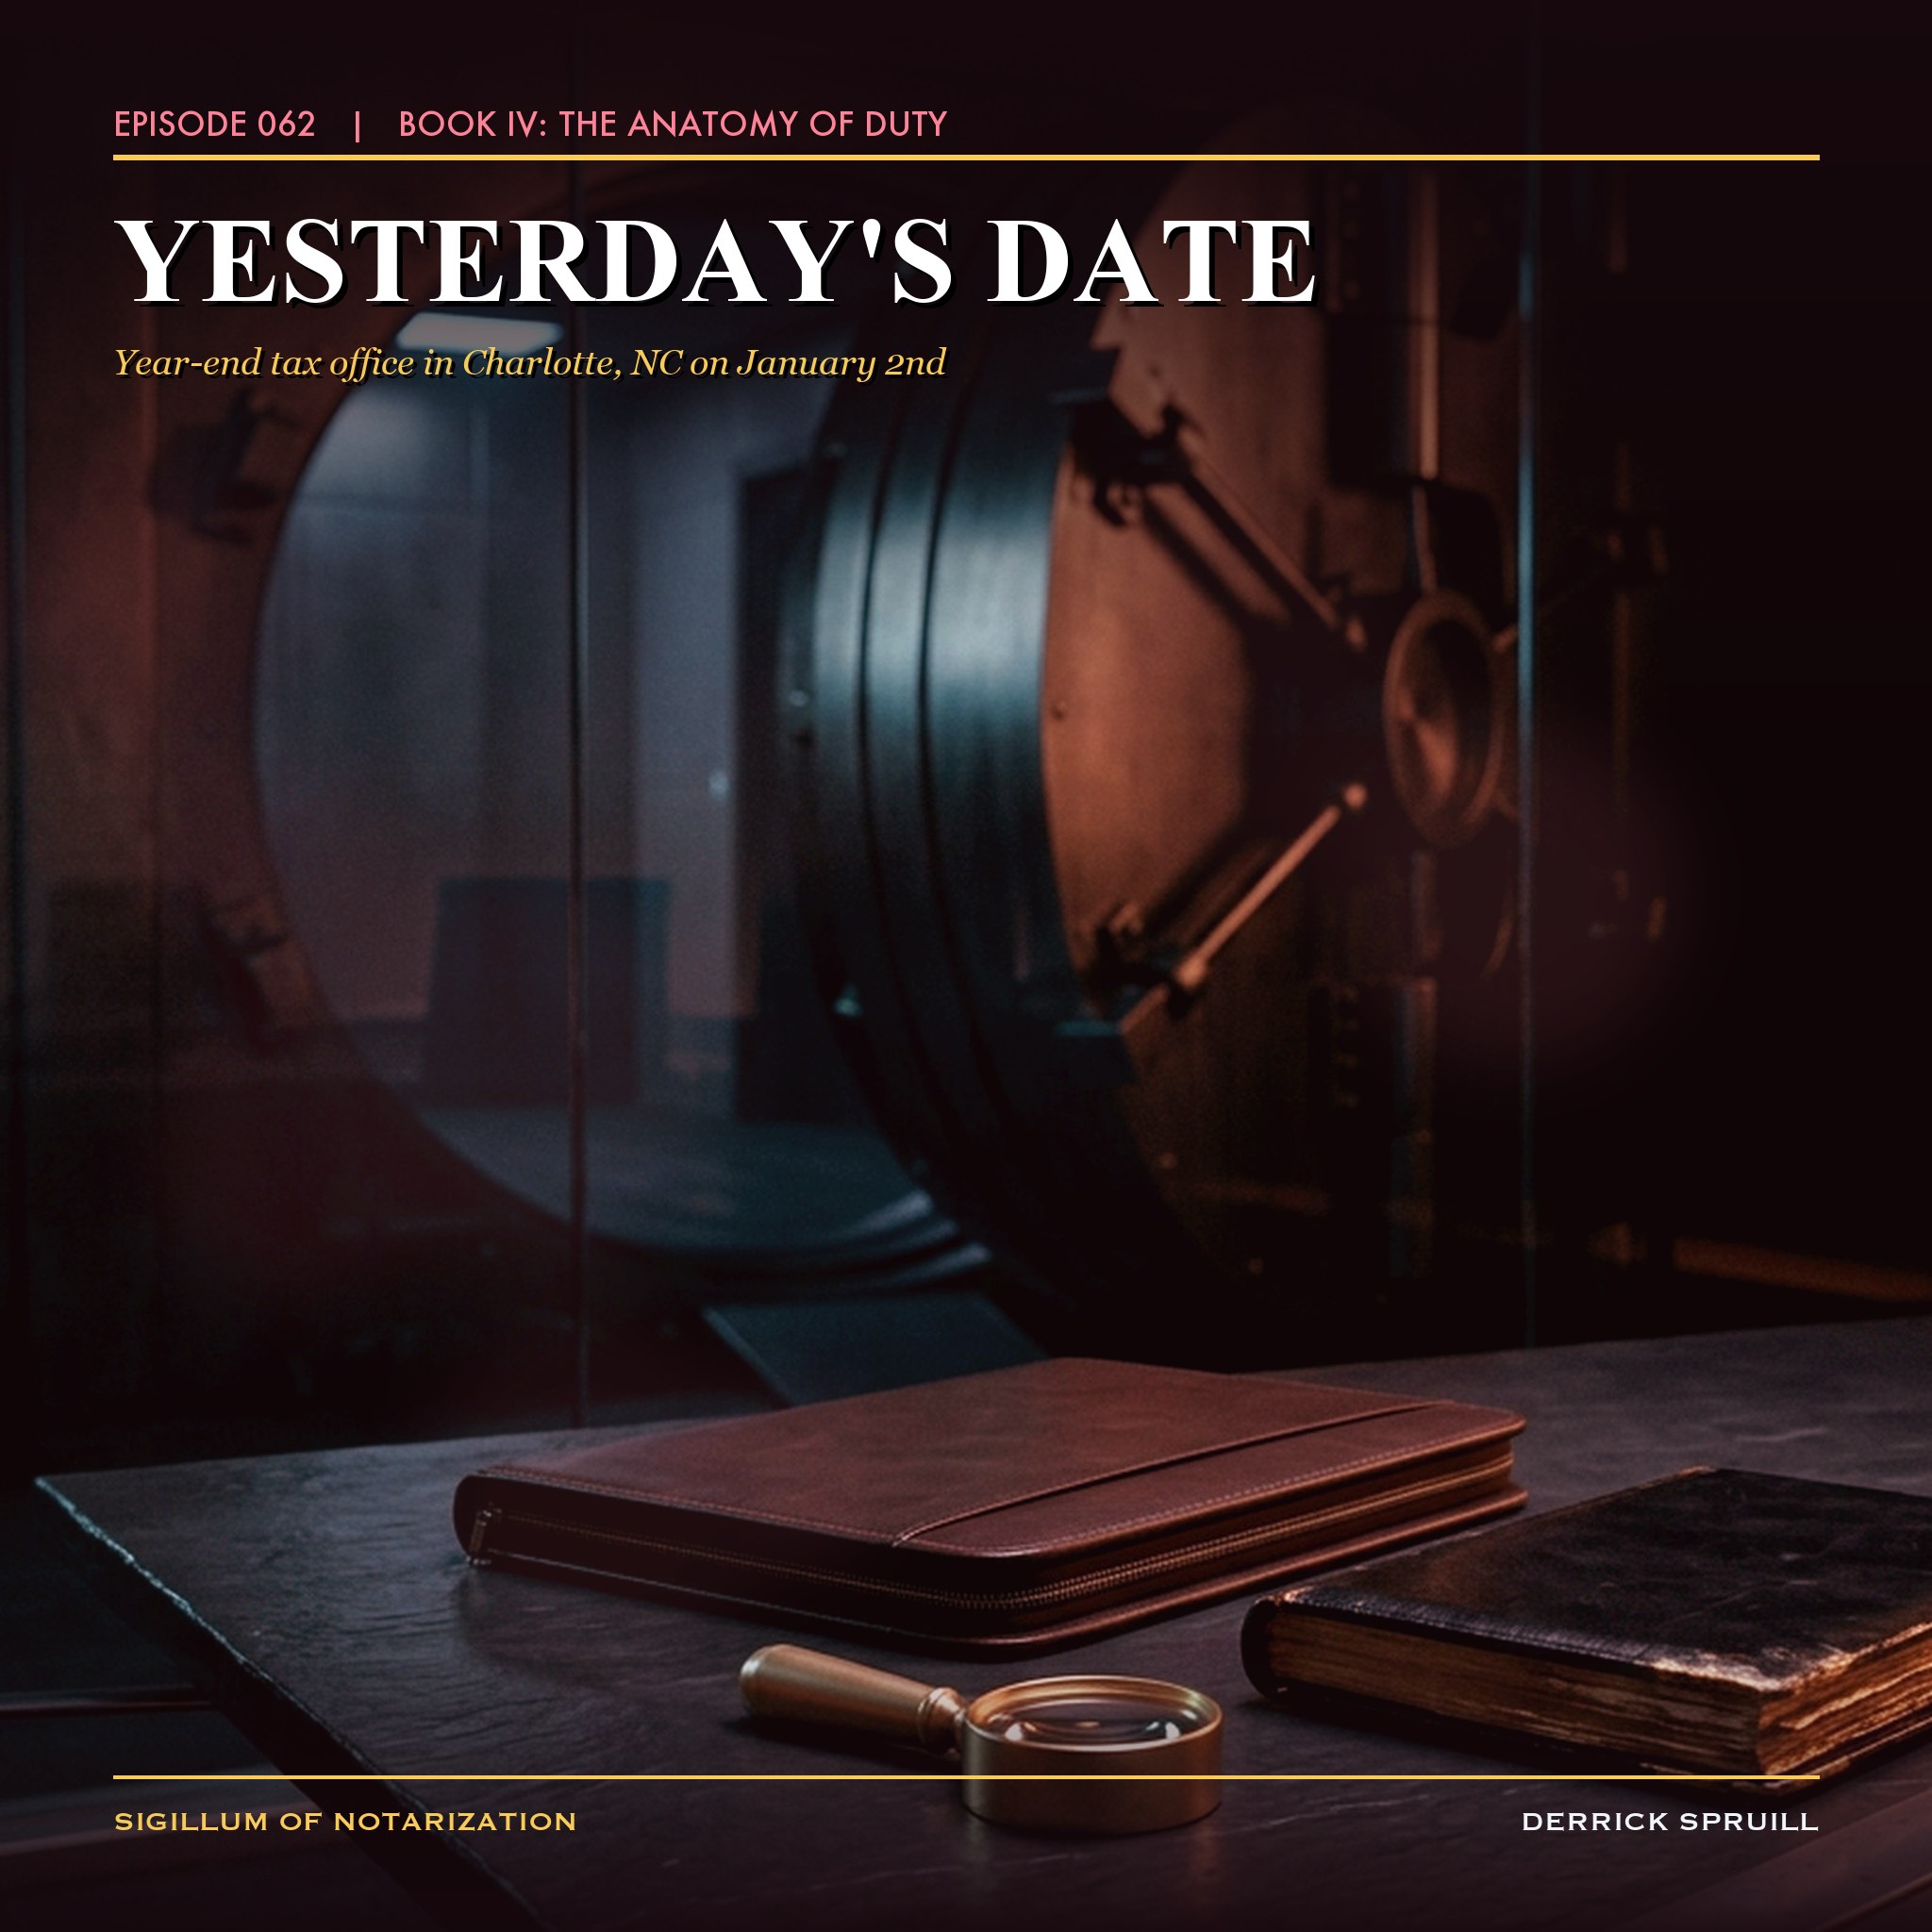 EPISODE 062 | BOOK IV: THE ANATOMY OF DUTY
YESTERDAY'S DATE
Year-end tax office in Charlotte, NC on January 2nd
SIGILLUM OF NOTARIZATION
DERRICK SPRUILL